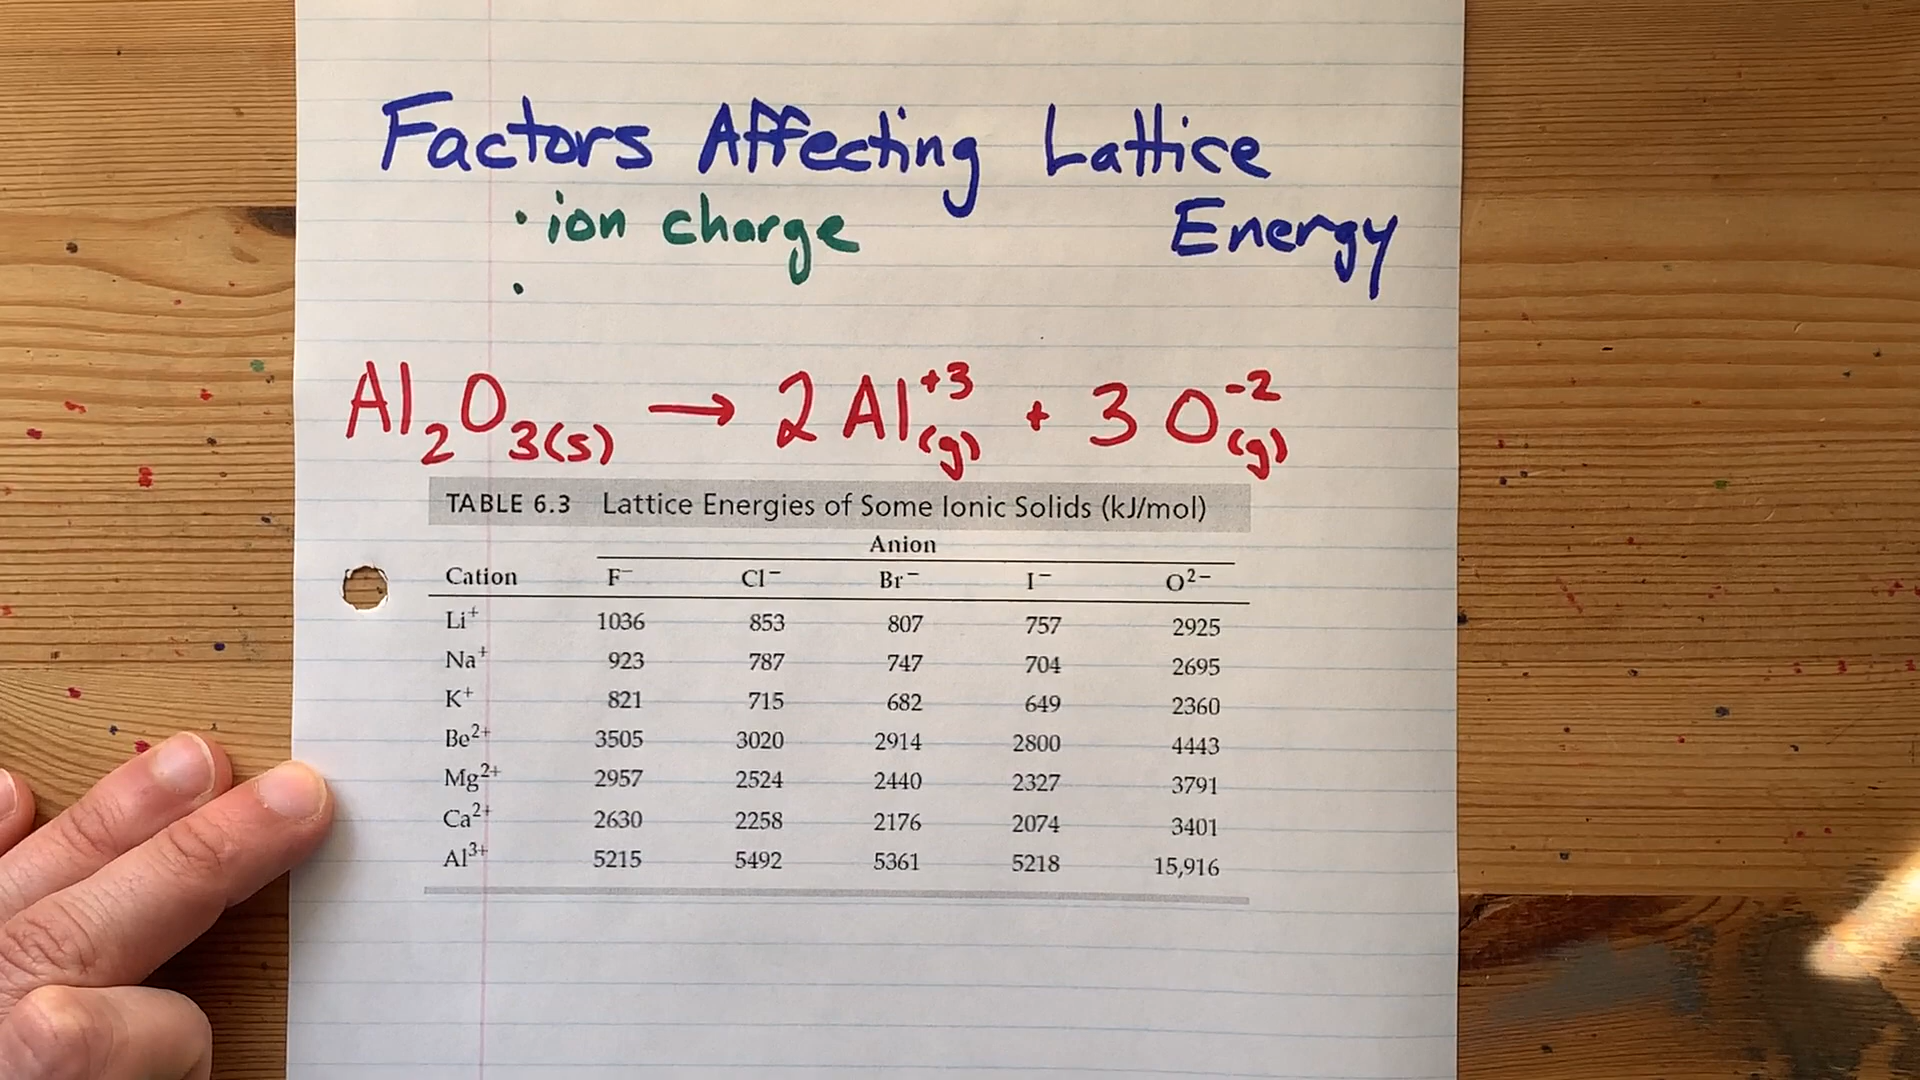 Factors Affecting Lattice
Energy
• ion charge
•
Al₂O₃(s) → 2 Al⁺³(g) + 3 O⁻²(g)
TABLE 6.3 Lattice Energies of Some Ionic Solids (kJ/mol)
Anion
Cation F⁻ Cl⁻ Br⁻ I⁻ O²⁻
Li⁺ 1036 853 807 757 2925
Na⁺ 923 787 747 704 2695
K⁺ 821 715 682 649 2360
Be²⁺ 3505 3020 2914 2800 4443
Mg²⁺ 2957 2524 2440 2327 3791
Ca²⁺ 2630 2258 2176 2074 3401
Al³⁺ 5215 5492 5361 5218 15,916